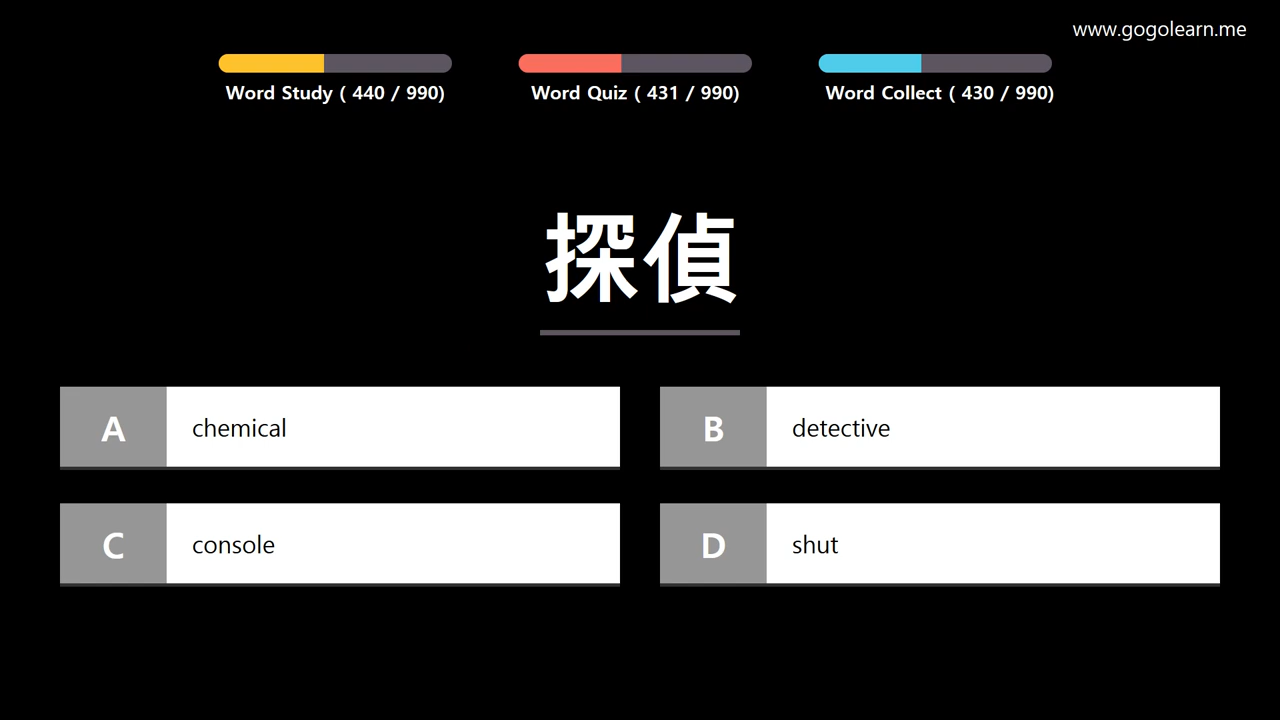 www.gogolearn.me
Word Study ( 440 / 990)
Word Quiz ( 431 / 990)
Word Collect ( 430 / 990)
探偵
A chemical
B detective
C console
D shut